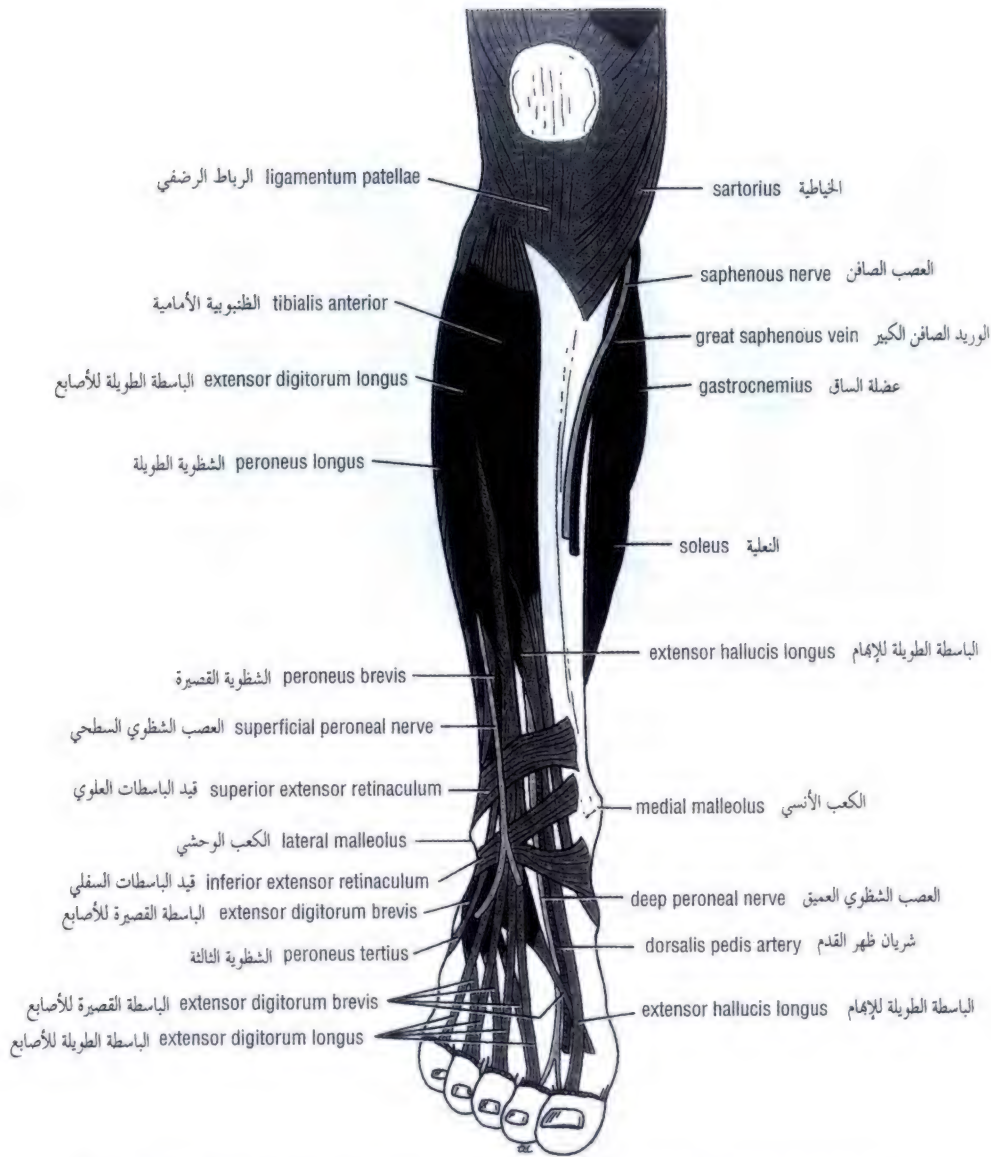 الرباط الرضفي ligamentum patellae
sartorius الخياطية
saphenous nerve العصب الصافن
الظنبوبية الأمامية tibialis anterior
great saphenous vein الوريد الصافن الكبير
الباسطة الطويلة للأصابع extensor digitorum longus
gastrocnemius عضلة الساق
الشظوية الطويلة peroneus longus
soleus النعلية
extensor hallucis longus الباسطة الطويلة للإبهام
الشظوية القصيرة peroneus brevis
العصب الشظوي السطحي superficial peroneal nerve
قيد الباسطات العلوي superior extensor retinaculum
medial malleolus الكعب الأنسي
الكعب الوحشي lateral malleolus
قيد الباسطات السفلي inferior extensor retinaculum
deep peroneal nerve العصب الشظوي العميق
الباسطة القصيرة للأصابع extensor digitorum brevis
dorsalis pedis artery شريان ظهر القدم
الشظوية الثالثة peroneus tertius
الباسطة القصيرة للأصابع extensor digitorum brevis
extensor hallucis longus الباسطة الطويلة للإبهام
الباسطة الطويلة للأصابع extensor digitorum longus